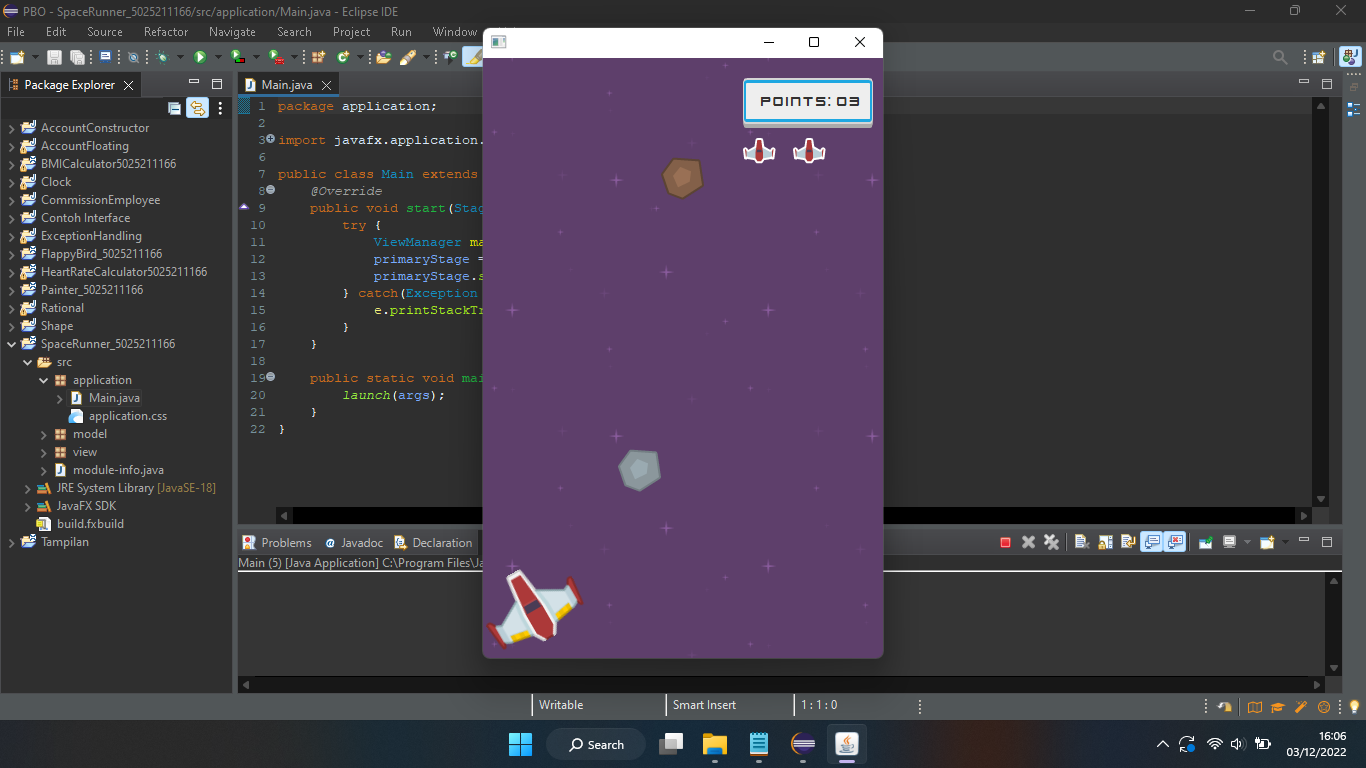 PBO - SpaceRunner_5025211166/src/application/Main.java - Eclipse IDE
File Edit Source Refactor Navigate Search Project Run Window
Package Explorer
Main.java
AccountConstructor
AccountFloating
BMICalculator5025211166
Clock
CommissionEmployee
Contoh Interface
ExceptionHandling
FlappyBird_5025211166
HeartRateCalculator5025211166
Painter_5025211166
Rational
Shape
SpaceRunner_5025211166
src
application
Main.java
application.css
model
view
module-info.java
JRE System Library [JavaSE-18]
JavaFX SDK
build.fxbuild
Tampilan
1 package application;
2
3 import javafx.application.
6
7 public class Main extends
8 @Override
9 public void start(Stag
10 try {
11 ViewManager ma
12 primaryStage =
13 primaryStage.s
14 } catch(Exception
15 e.printStackTr
16 }
17 }
18
19 public static void mai
20 launch(args);
21 }
22 }
POINTS: 03
Problems Javadoc Declaration
Main (5) [Java Application] C:\Program Files\Ja
Writable Smart Insert 1 : 1 : 0
Search
16:06
03/12/2022